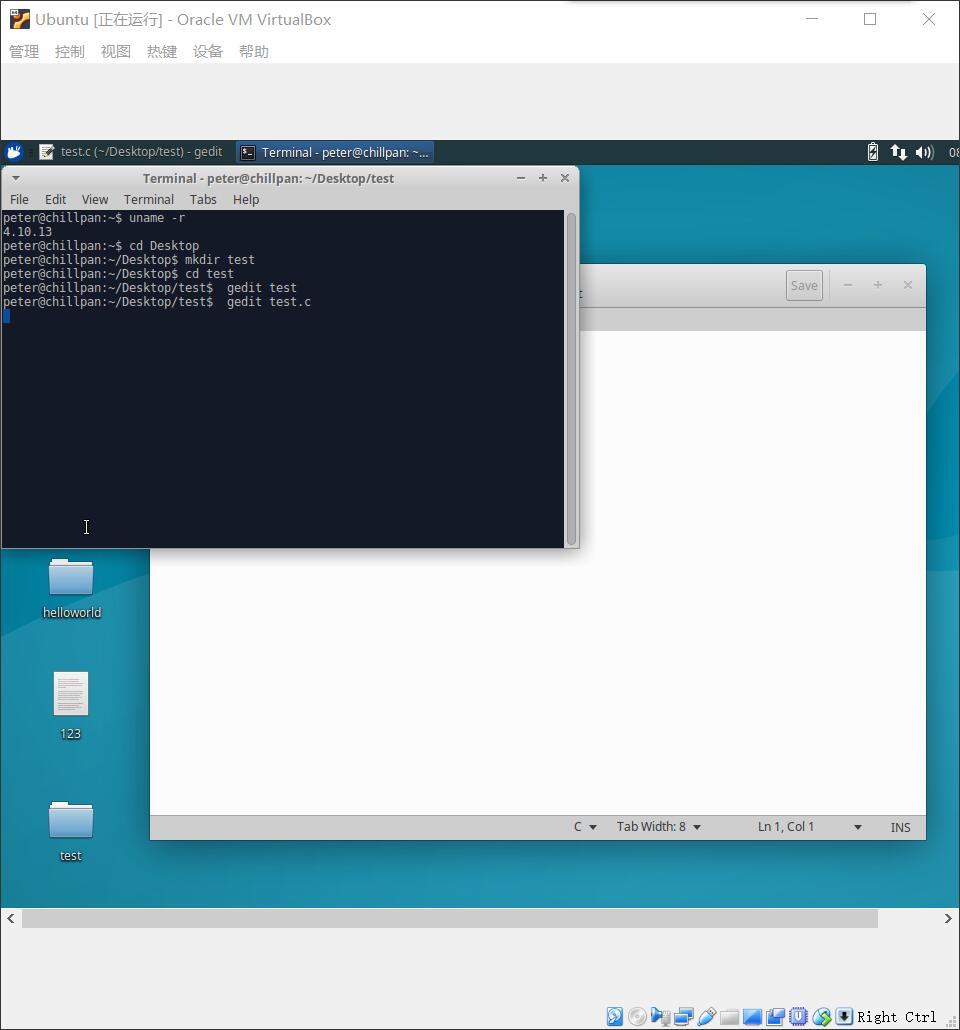 Ubuntu [正在运行] - Oracle VM VirtualBox
管理 控制 视图 热键 设备 帮助
test.c (~/Desktop/test) - gedit
Terminal - peter@chillpan: ~...
08
Terminal - peter@chillpan: ~/Desktop/test
File Edit View Terminal Tabs Help
peter@chillpan:~$ uname -r
4.10.13
peter@chillpan:~$ cd Desktop
peter@chillpan:~/Desktop$ mkdir test
peter@chillpan:~/Desktop$ cd test
peter@chillpan:~/Desktop/test$  gedit test
peter@chillpan:~/Desktop/test$  gedit test.c
Save
helloworld
123
test
C Tab Width: 8 Ln 1, Col 1 INS
Right Ctrl